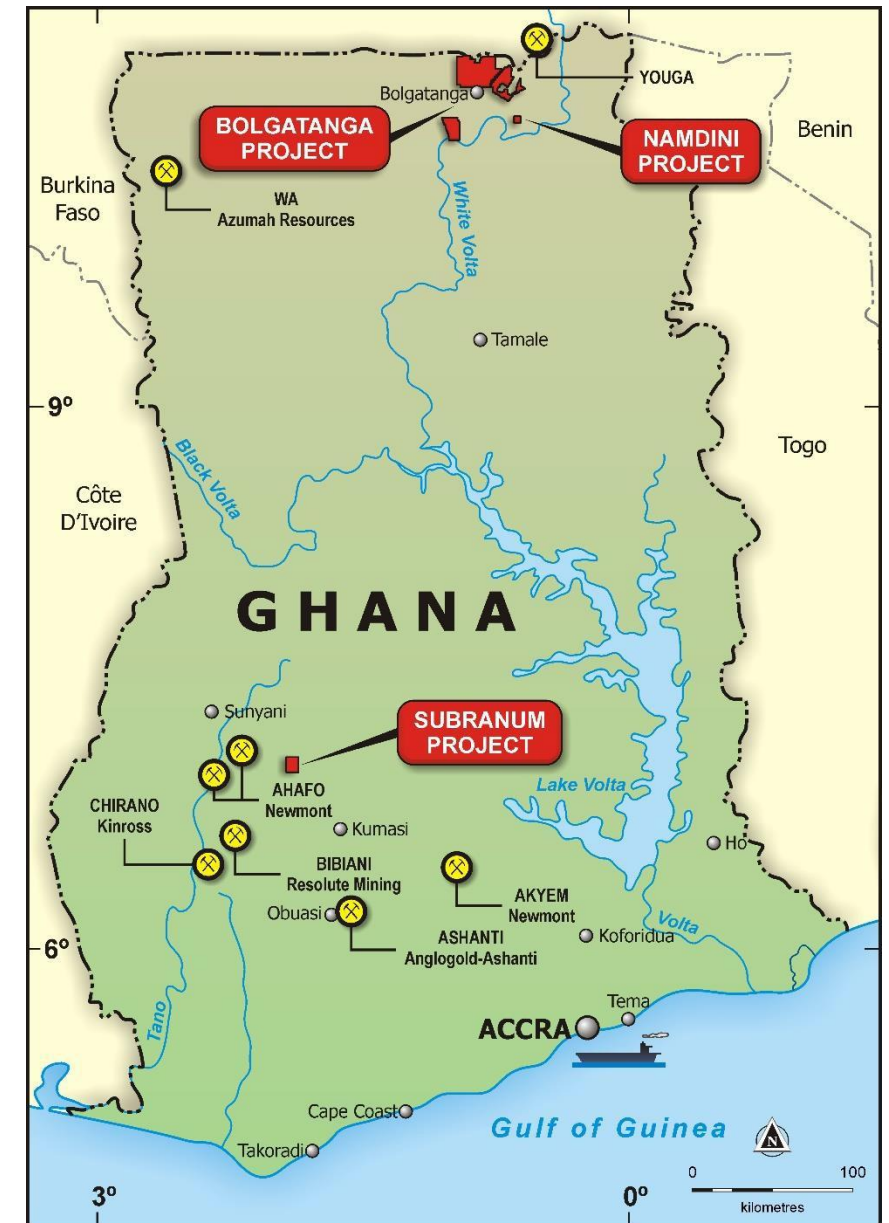 YOUGA
Bolgatanga
BOLGATANGA
PROJECT
NAMDINI
PROJECT
Benin
Burkina
Faso
WA
Azumah Resources
White Volta
Tamale
9º
Black Volta
Togo
Côte
D'Ivoire
GHANA
Sunyani
SUBRANUM
PROJECT
AHAFO
Newmont
Lake Volta
CHIRANO
Kinross
Kumasi
Ho
BIBIANI
Resolute Mining
AKYEM
Newmont
Obuasi
ASHANTI
Anglogold-Ashanti
Volta
Koforidua
6º
Tano
Tema
ACCRA
Cape Coast
Gulf of Guinea
N
Takoradi
0 100
kilometres
3º
0º